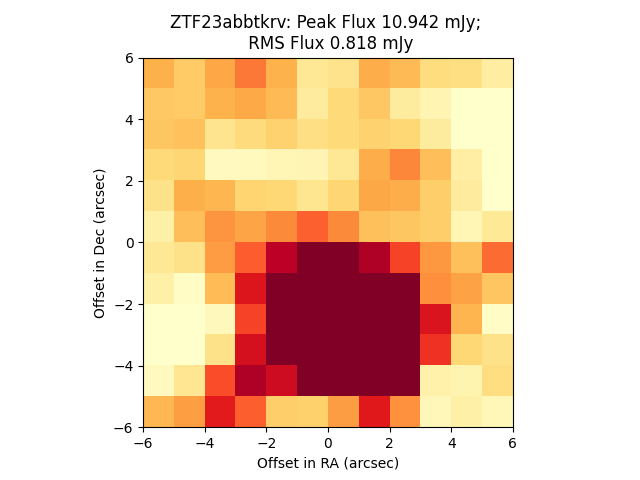 ZTF23abbtkrv: Peak Flux 10.942 mJy;
RMS Flux 0.818 mJy
6
4
2
0
−2
−4
−6
Offset in Dec (arcsec)
−6 −4 −2 0 2 4 6
Offset in RA (arcsec)